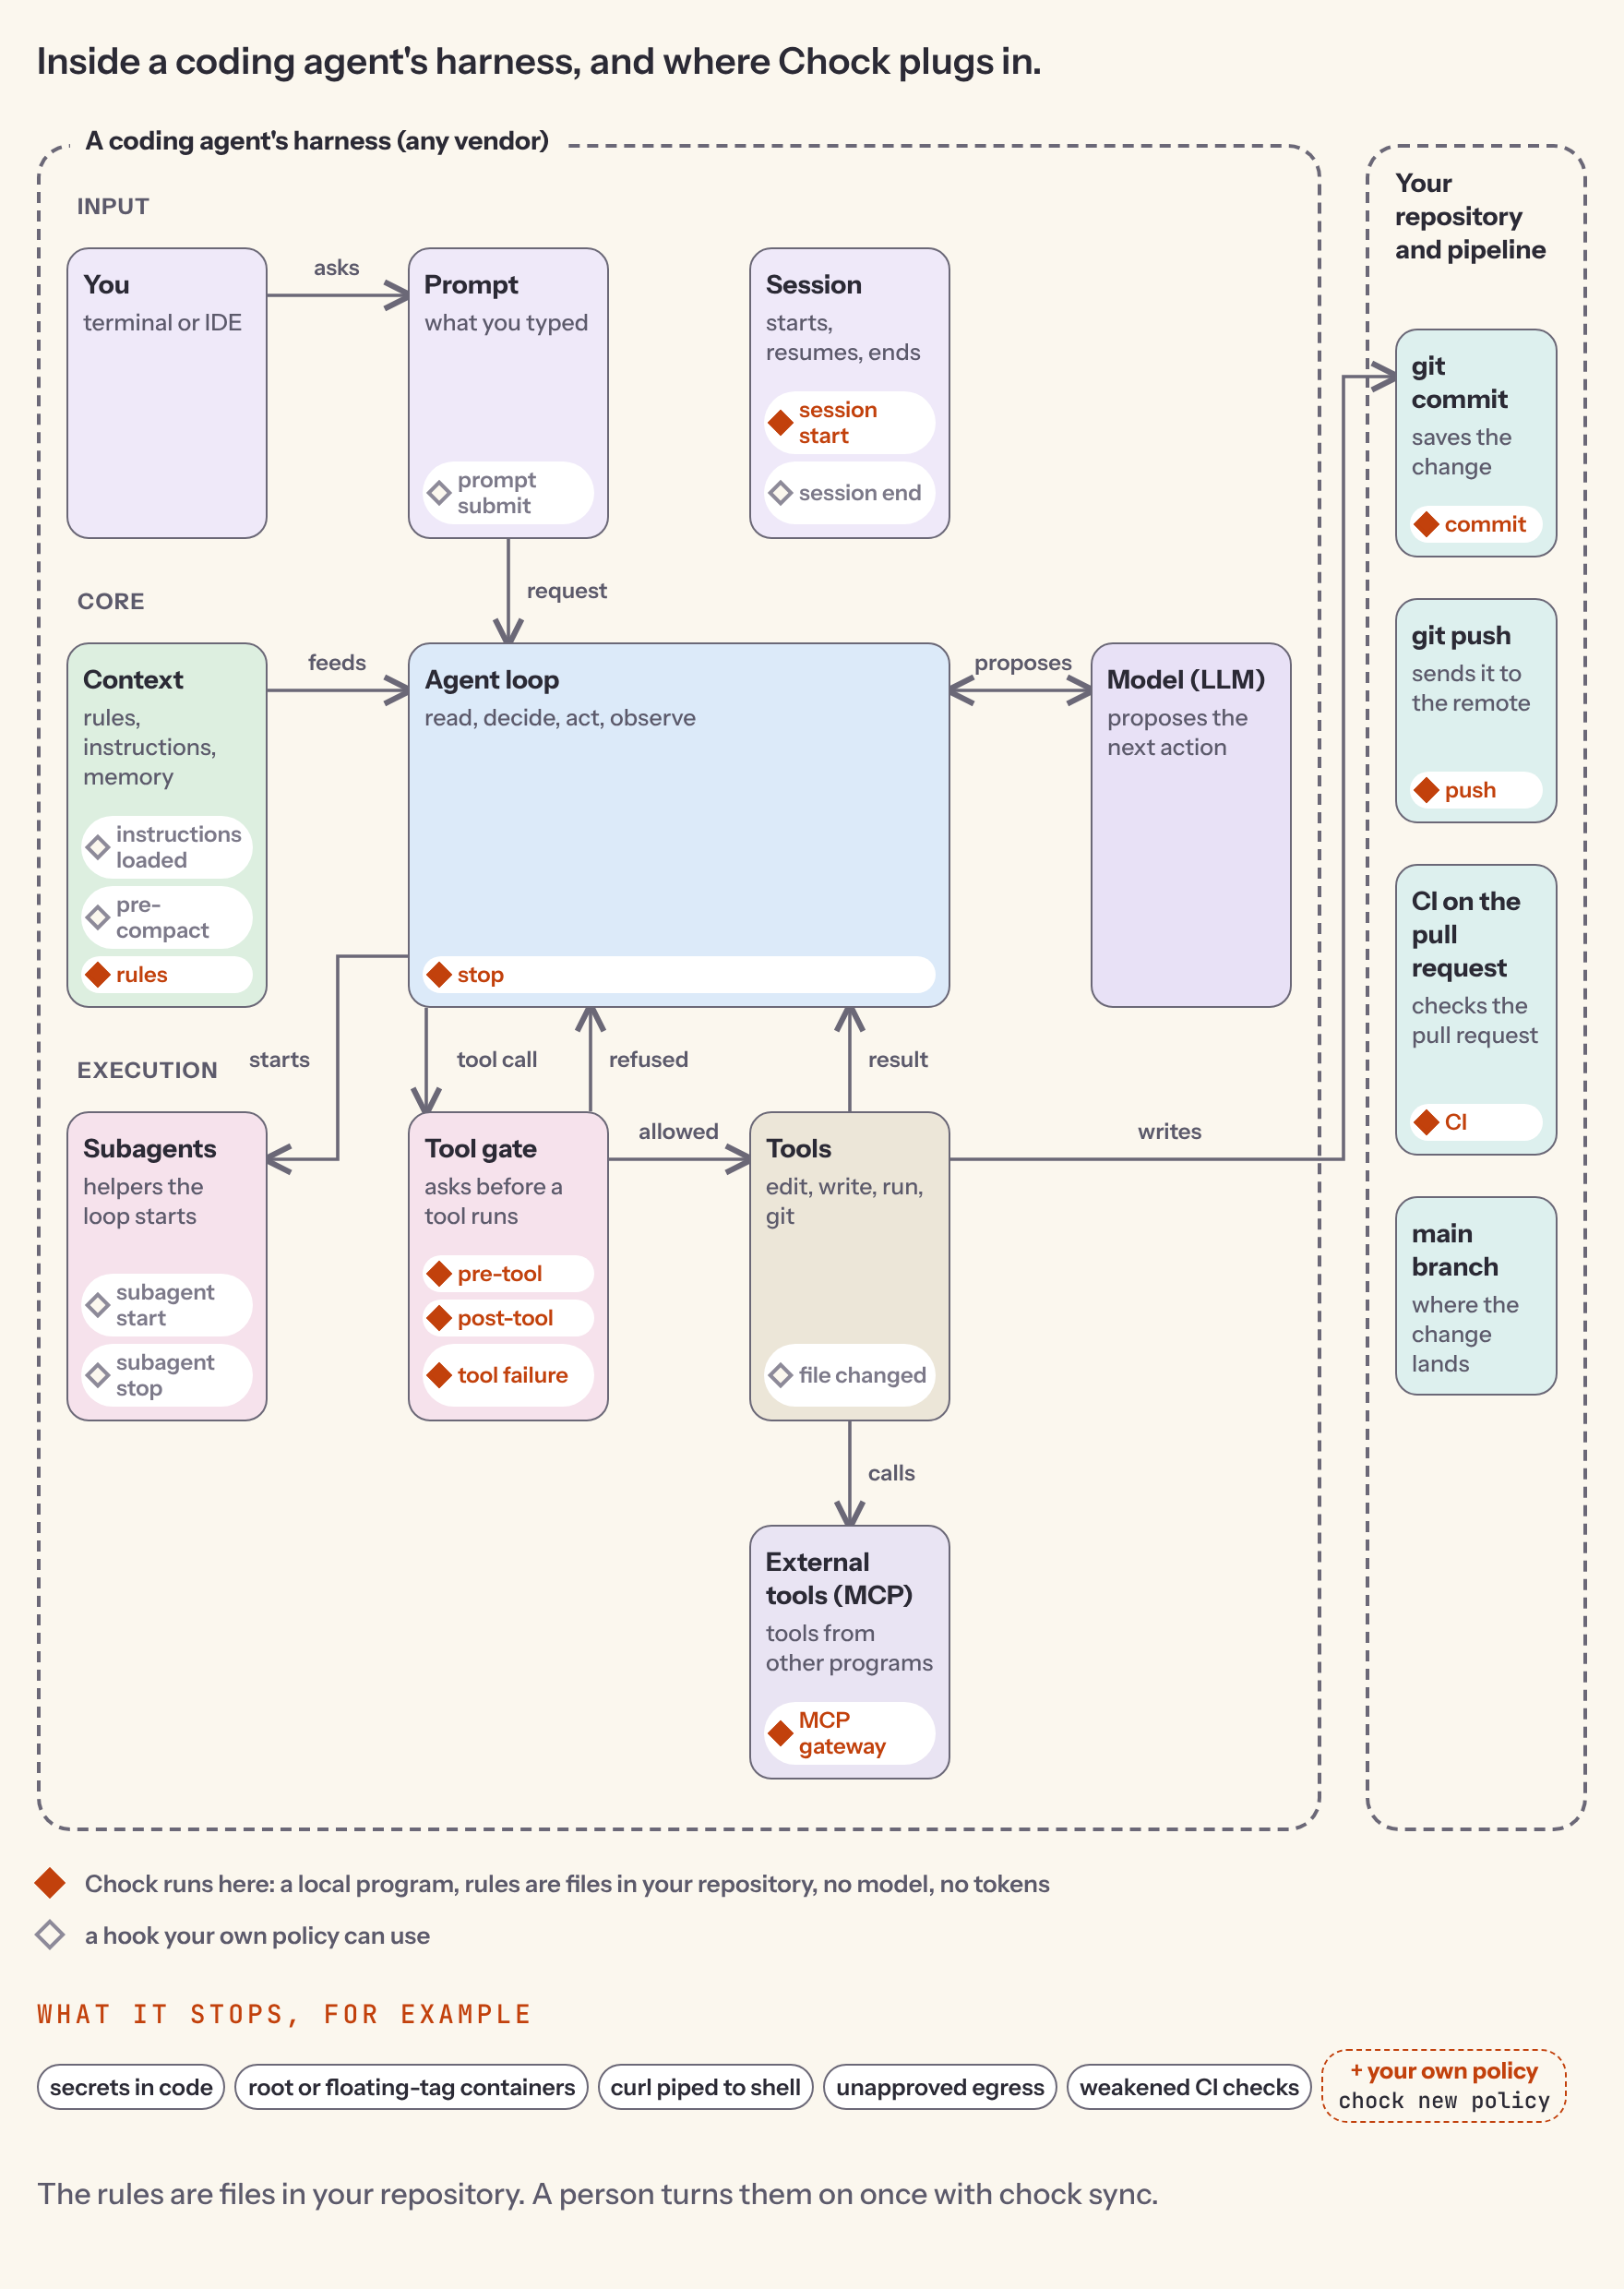 Inside a coding agent's harness, and where Chock plugs in.
A coding agent's harness (any vendor)
INPUT
You
terminal or IDE
asks
Prompt
what you typed
prompt
submit
Session
starts,
resumes, ends
session
start
session end
request
CORE
Context
rules,
instructions,
memory
instructions
loaded
pre-
compact
rules
feeds
Agent loop
read, decide, act, observe
stop
proposes
Model (LLM)
proposes the
next action
EXECUTION
starts
tool call
refused
result
Subagents
helpers the
loop starts
subagent
start
subagent
stop
Tool gate
asks before a
tool runs
pre-tool
post-tool
tool failure
allowed
Tools
edit, write, run,
git
file changed
writes
calls
External
tools (MCP)
tools from
other programs
MCP
gateway
Your
repository
and pipeline
git
commit
saves the
change
commit
git push
sends it to
the remote
push
CI on the
pull
request
checks the
pull request
CI
main
branch
where the
change
lands
Chock runs here: a local program, rules are files in your repository, no model, no tokens
a hook your own policy can use
WHAT IT STOPS, FOR EXAMPLE
secrets in code
root or floating-tag containers
curl piped to shell
unapproved egress
weakened CI checks
+ your own policy
chock new policy
The rules are files in your repository. A person turns them on once with chock sync.